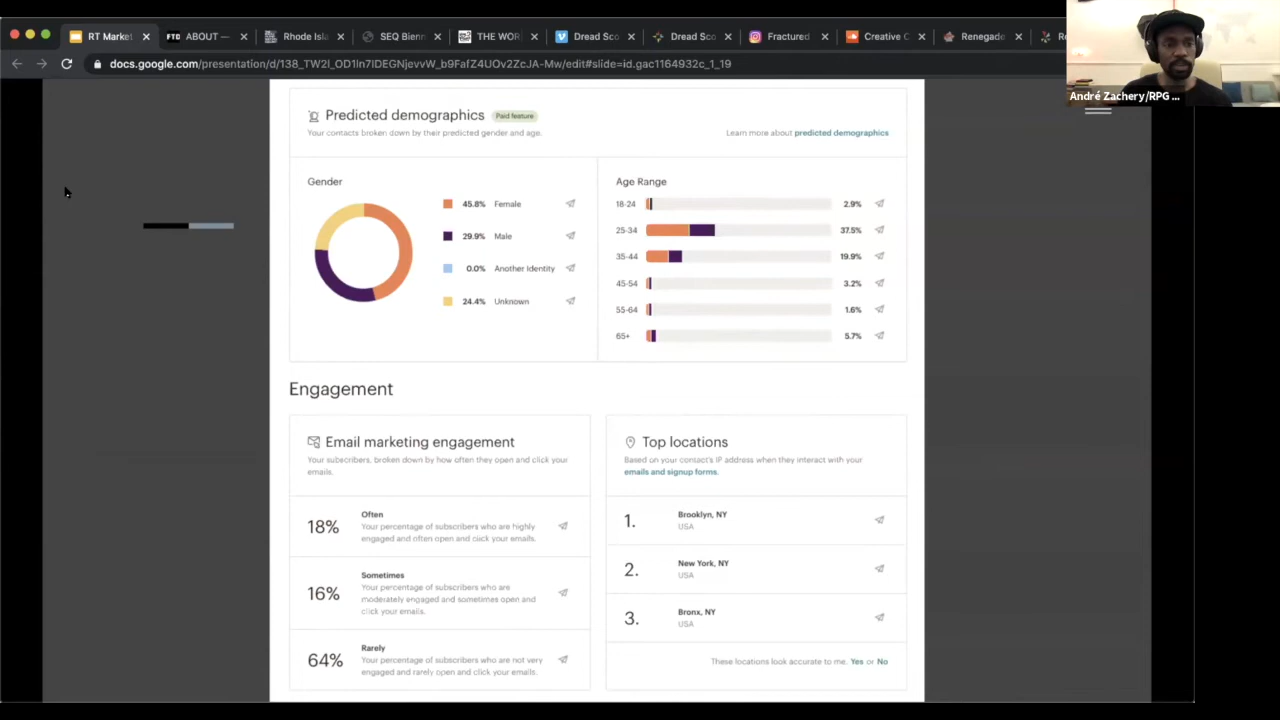 RT Market
ABOUT —
Rhode Isla
SEQ Bienn
THE WOR
Dread Sco
Dread Sco
Fractured
Creative C
Renegade
docs.google.com/presentation/d/138_TW2I_OD1ln7IDEGNjevvW_b9FafZ4UOv2ZcJA-Mw/edit#slide=id.gac1164932c_1_19
André Zachery/RPG ...
Predicted demographics Paid feature
Your contacts broken down by their predicted gender and age.
Learn more about predicted demographics
Gender
45.8% Female
29.9% Male
0.0% Another Identity
24.4% Unknown
Age Range
18-24 2.9%
25-34 37.5%
35-44 19.9%
45-54 3.2%
55-64 1.6%
65+ 5.7%
Engagement
Email marketing engagement
Your subscribers, broken down by how often they open and click your
emails.
18% Often
Your percentage of subscribers who are highly
engaged and often open and click your emails.
16% Sometimes
Your percentage of subscribers who are
moderately engaged and sometimes open and
click your emails.
64% Rarely
Your percentage of subscribers who are not very
engaged and rarely open and click your emails.
Top locations
Based on your contact's IP address when they interact with your
emails and signup forms.
1. Brooklyn, NY
USA
2. New York, NY
USA
3. Bronx, NY
USA
These locations look accurate to me. Yes or No